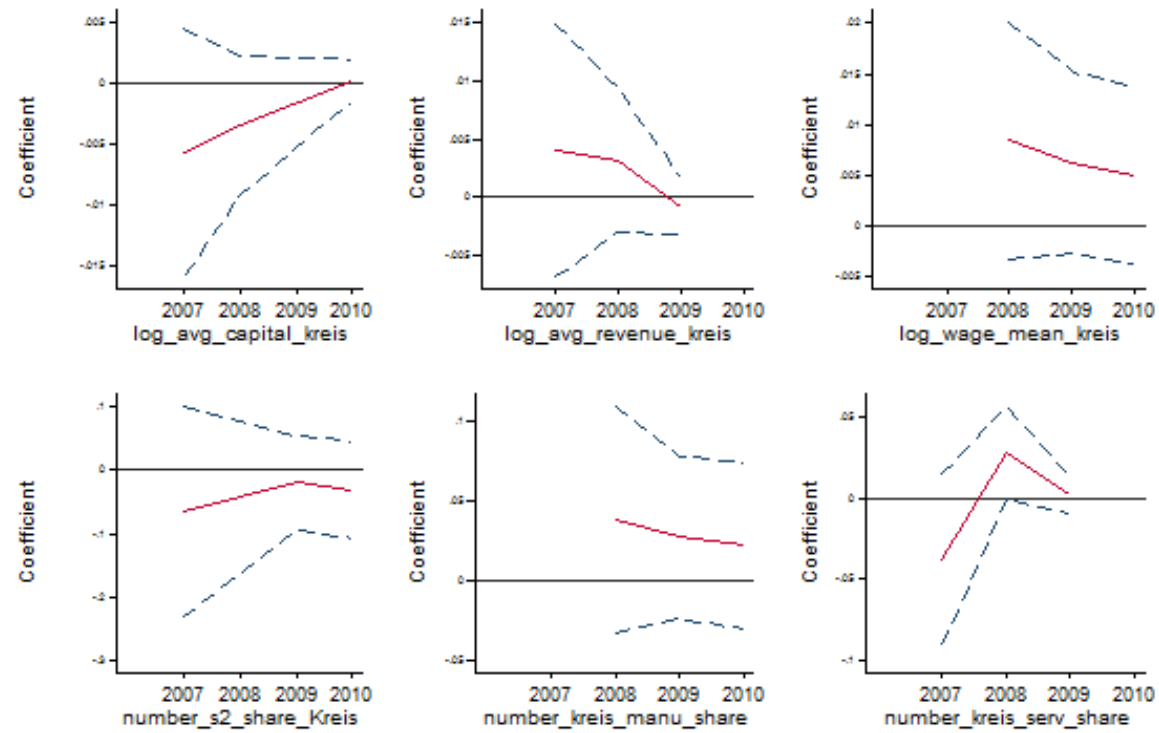 .005
0
-.005
-.01
-.015
Coefficient
2007 2008 2009 2010
log_avg_capital_kreis
.015
.01
.005
0
-.005
Coefficient
2007 2008 2009 2010
log_avg_revenue_kreis
.02
.015
.01
.005
0
-.005
Coefficient
2007 2008 2009 2010
log_wage_mean_kreis
.1
0
-.1
-.2
-.3
Coefficient
2007 2008 2009 2010
number_s2_share_Kreis
.1
.05
0
-.05
Coefficient
2007 2008 2009 2010
number_kreis_manu_share
.05
0
-.05
-.1
Coefficient
2007 2008 2009 2010
number_kreis_serv_share